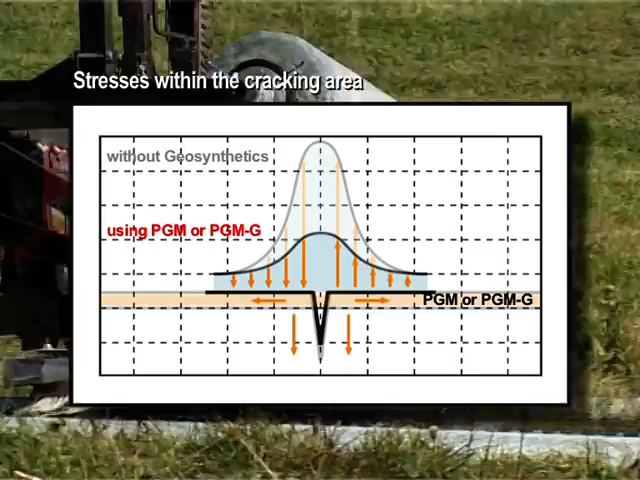 Stresses within the cracking area
without Geosynthetics
using PGM or PGM-G
PGM or PGM-G